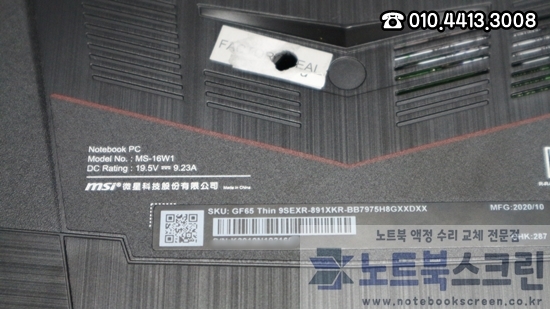 ☎ 010.4413.3008
Notebook PC
Model No. : MS-16W1
DC Rating : 19.5V ⎓ 9.23A
msi 微星科技股份有限公司
SKU: GF65 Thin 9SEXR-891XKR-BB7975H8GXXDXX
MFG:2020/10
HK:287
노트북 액정 수리 교체 전문점
노트북스크린
www.notebookscreen.co.kr